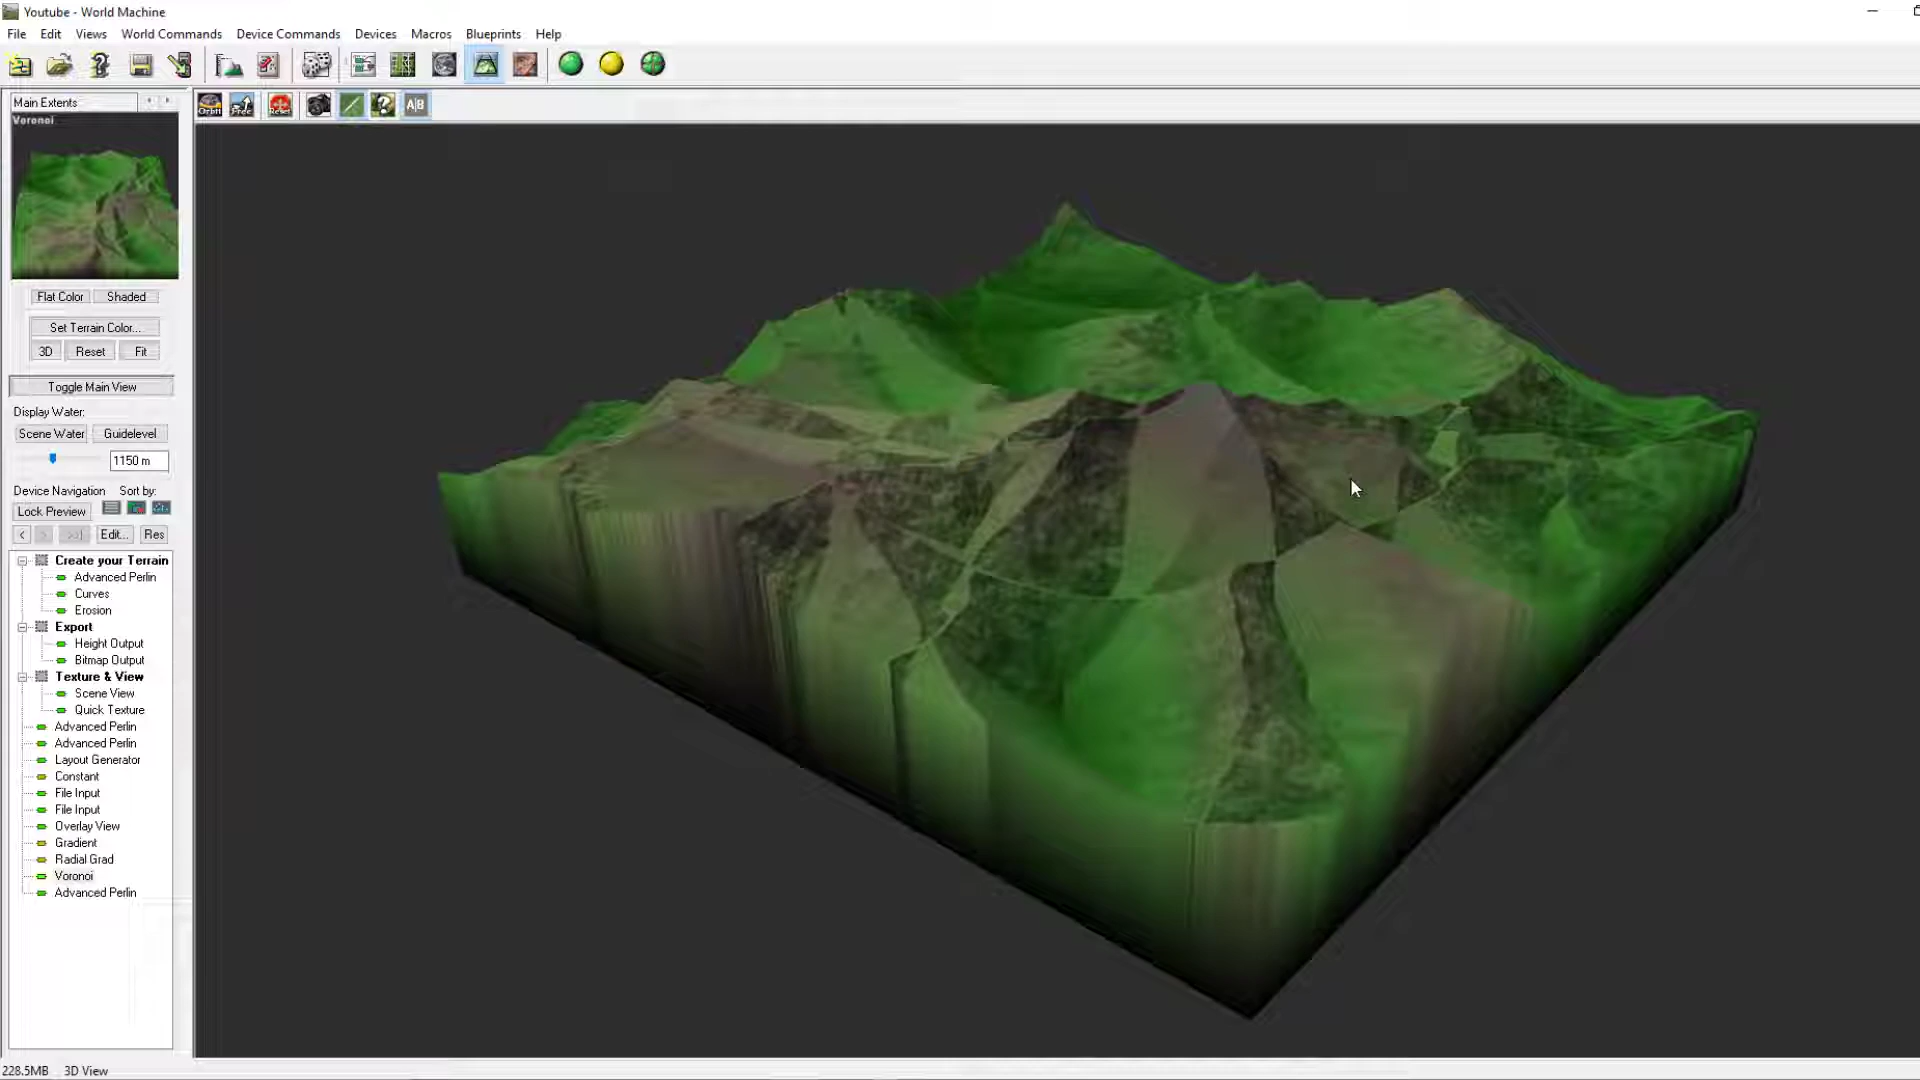 Youtube - World Machine
File Edit Views World Commands Device Commands Devices Macros Blueprints Help
Main Extents
Orbit Free Reset A|B
Voronoi
Flat Color Shaded
Set Terrain Color...
3D Reset Fit
Toggle Main View
Display Water:
Scene Water Guidelevel
1150 m
Device Navigation Sort by:
Lock Preview
< > >>| Edit... Res
Create your Terrain
Advanced Perlin
Curves
Erosion
Export
Height Output
Bitmap Output
Texture & View
Scene View
Quick Texture
Advanced Perlin
Advanced Perlin
Layout Generator
Constant
File Input
File Input
Overlay View
Gradient
Radial Grad
Voronoi
Advanced Perlin
228.5MB 3D View